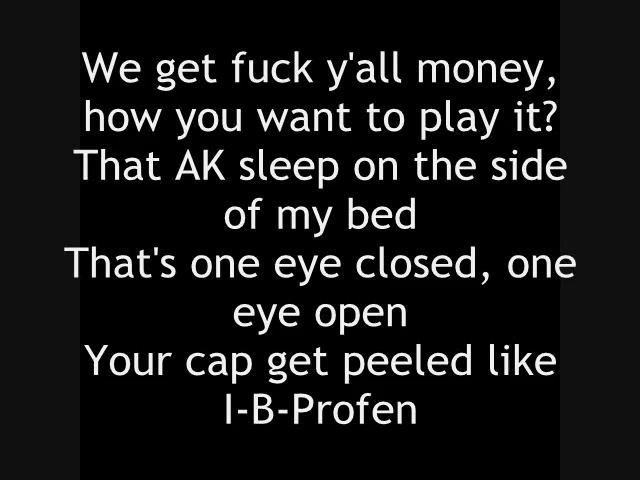 We get fuck y'all money,
how you want to play it?
That AK sleep on the side
of my bed
That's one eye closed, one
eye open
Your cap get peeled like
I-B-Profen